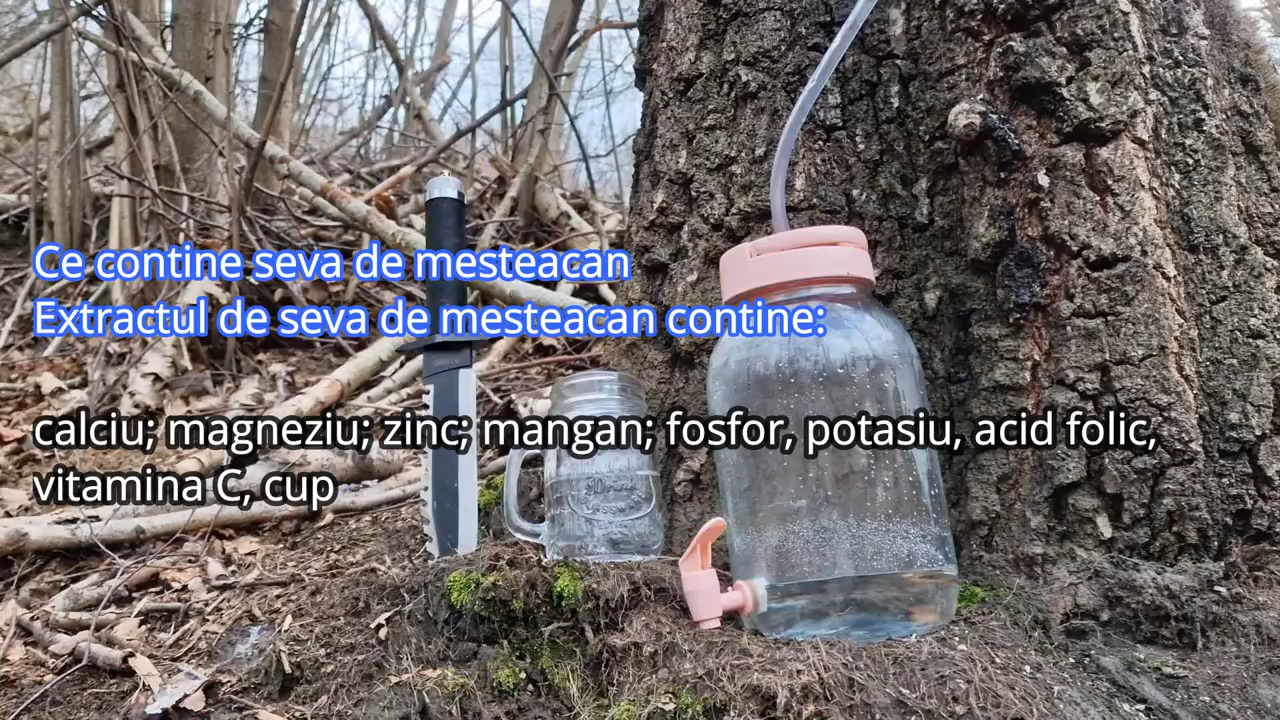 Ce contine seva de mesteacan
Extractul de seva de mesteacan contine:
calciu; magneziu; zinc; mangan; fosfor, potasiu, acid folic,
vitamina C, cup
Drink